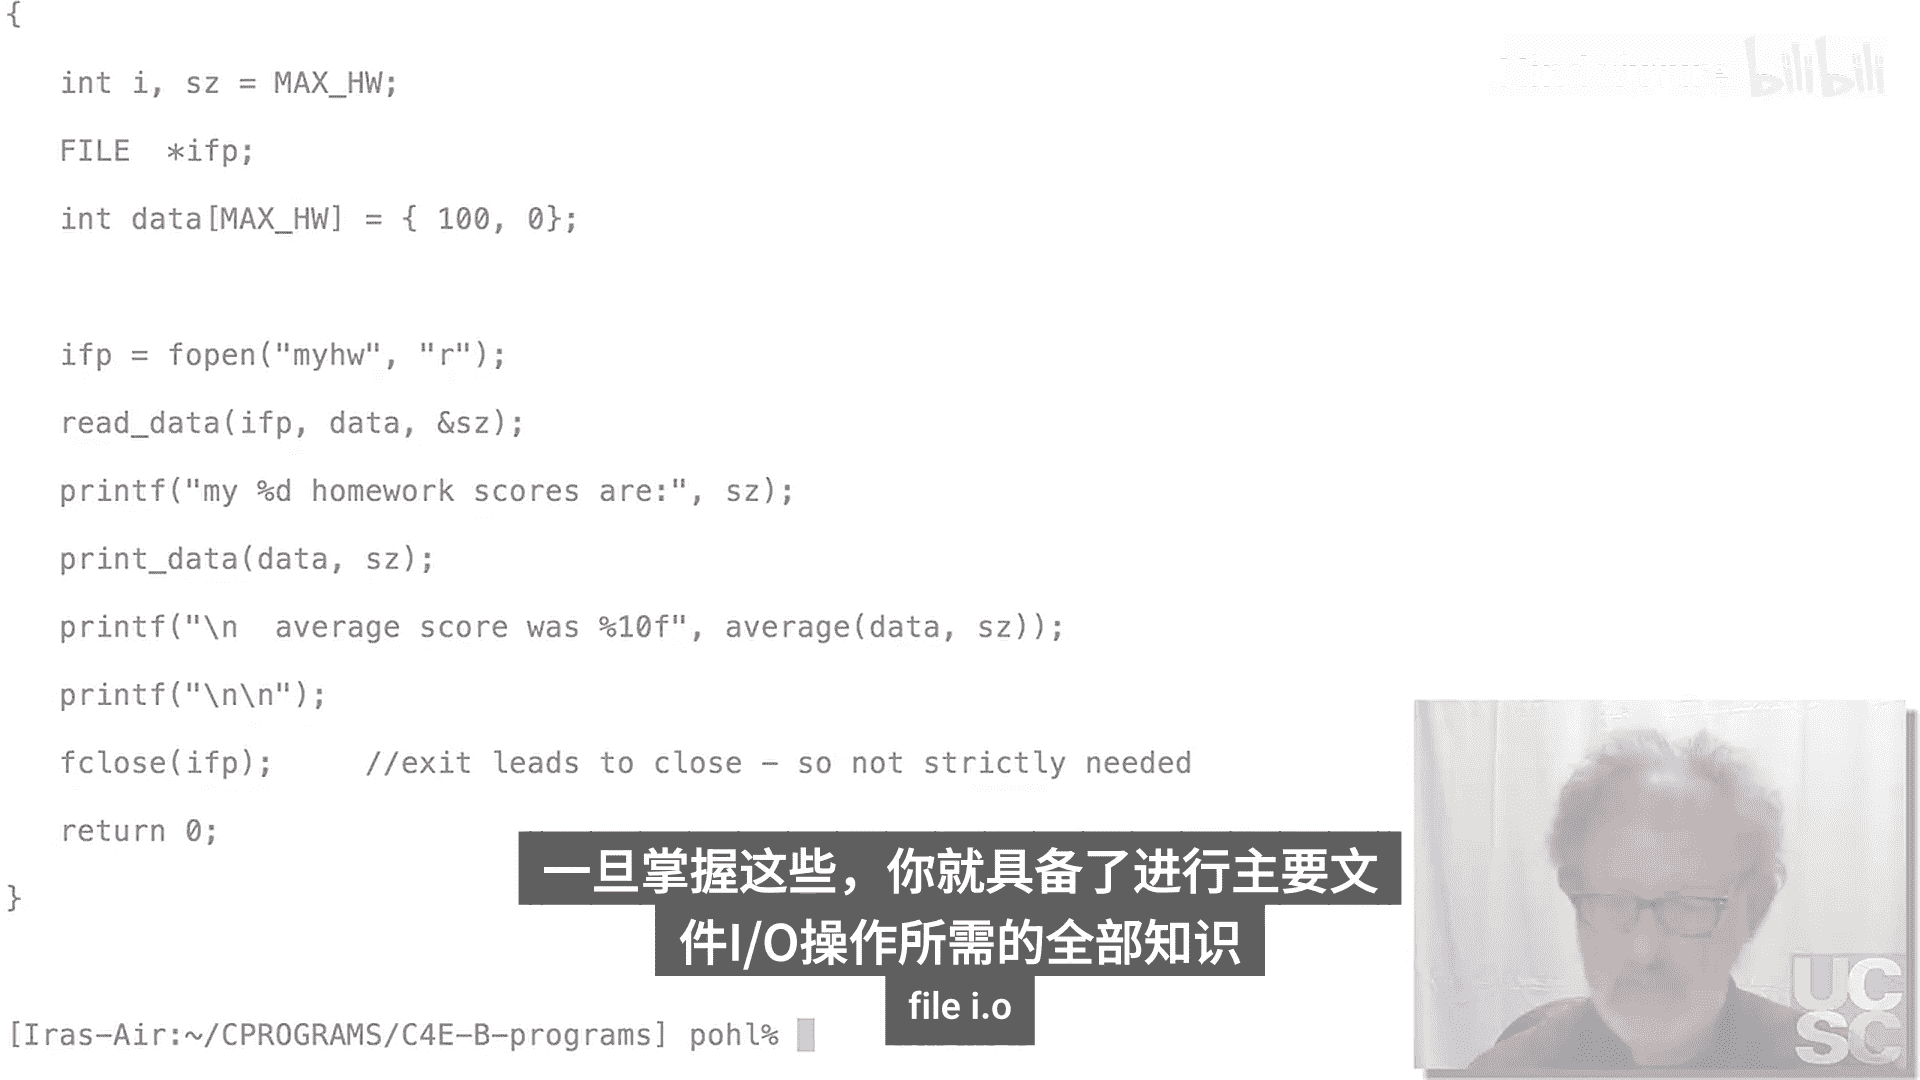 {
int i, sz = MAX_HW;
bilibili
FILE  *ifp;
int data[MAX_HW] = { 100, 0};
ifp = fopen("myhw", "r");
read_data(ifp, data, &sz);
printf("my %d homework scores are:", sz);
print_data(data, sz);
printf("\n  average score was %10f", average(data, sz));
printf("\n\n");
fclose(ifp);     //exit leads to close – so not strictly needed
return 0;
}
一旦掌握这些，你就具备了进行主要文
件I/O操作所需的全部知识
file i.o
UC
SC
[Iras-Air:~/CPROGRAMS/C4E-B-programs] pohl%